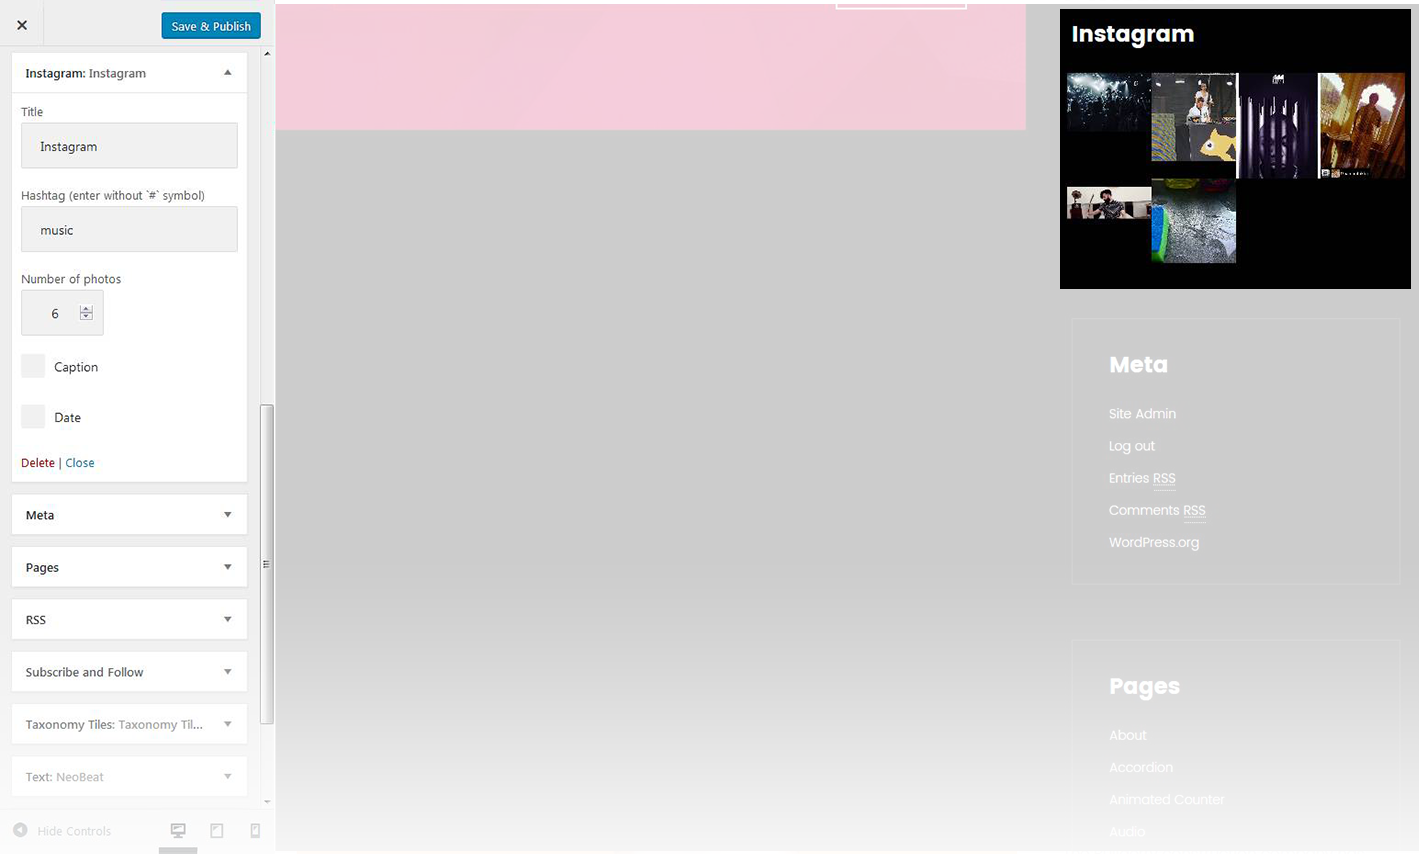 Save & Publish
Instagram: Instagram
Title
Instagram
Hashtag (enter without `#` symbol)
music
Number of photos
6
Caption
Date
Delete | Close
Meta
Pages
RSS
Subscribe and Follow
Taxonomy Tiles: Taxonomy Til...
Text: NeoBeat
Hide Controls
Instagram
Meta
Site Admin
Log out
Entries RSS
Comments RSS
WordPress.org
Pages
About
Accordion
Animated Counter
Audio